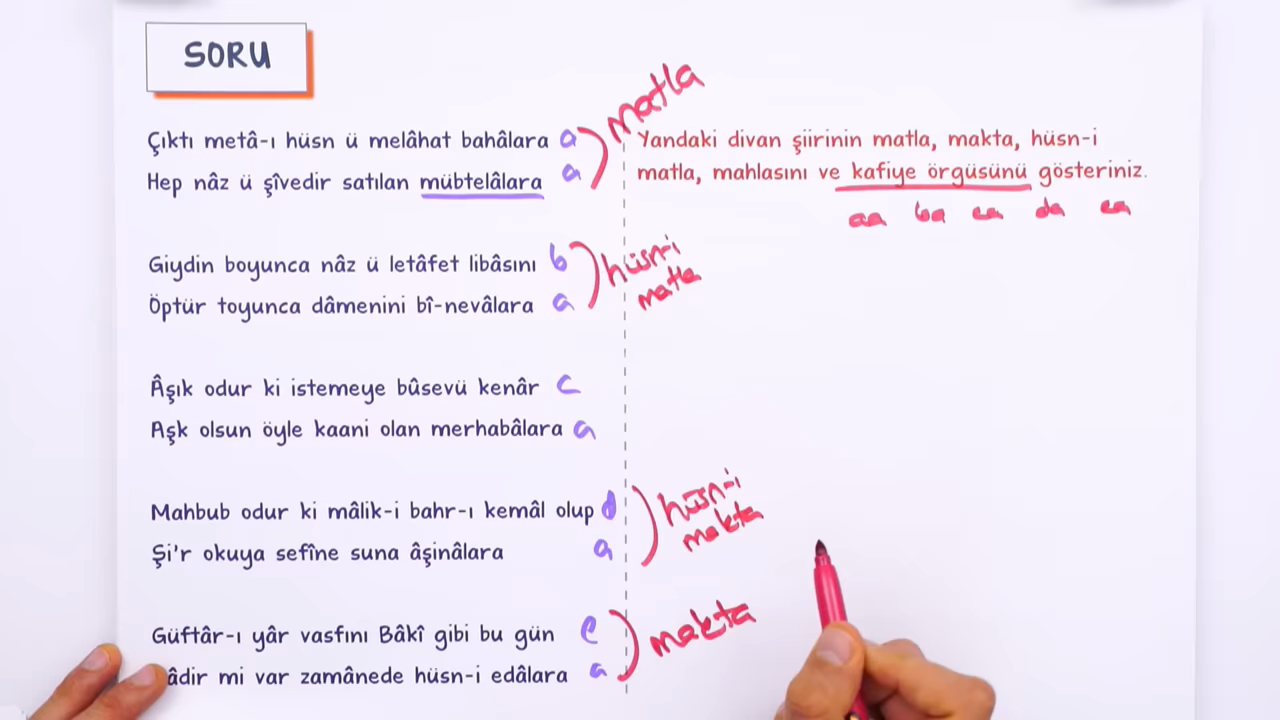 SORU
Çıktı metâ-ı hüsn ü melâhat bahâlara a
Hep nâz ü şîvedir satılan mübtelâlara a
matla
Giydin boyunca nâz ü letâfet libâsını b
Öptür toyunca dâmenini bî-nevâlara a
hüsn-i
matla
Âşık odur ki istemeye bûsevü kenâr c
Aşk olsun öyle kaani olan merhabâlara a
Mahbub odur ki mâlik-i bahr-ı kemâl olup d
Şi'r okuya sefîne suna âşinâlara a
hüsn-i
makta
Güftâr-ı yâr vasfını Bâkî gibi bu gün e
âdir mi var zamânede hüsn-i edâlara a
makta
Yandaki divan şiirinin matla, makta, hüsn-i
matla, mahlasını ve kafiye örgüsünü gösteriniz.
aa ba ca da ea